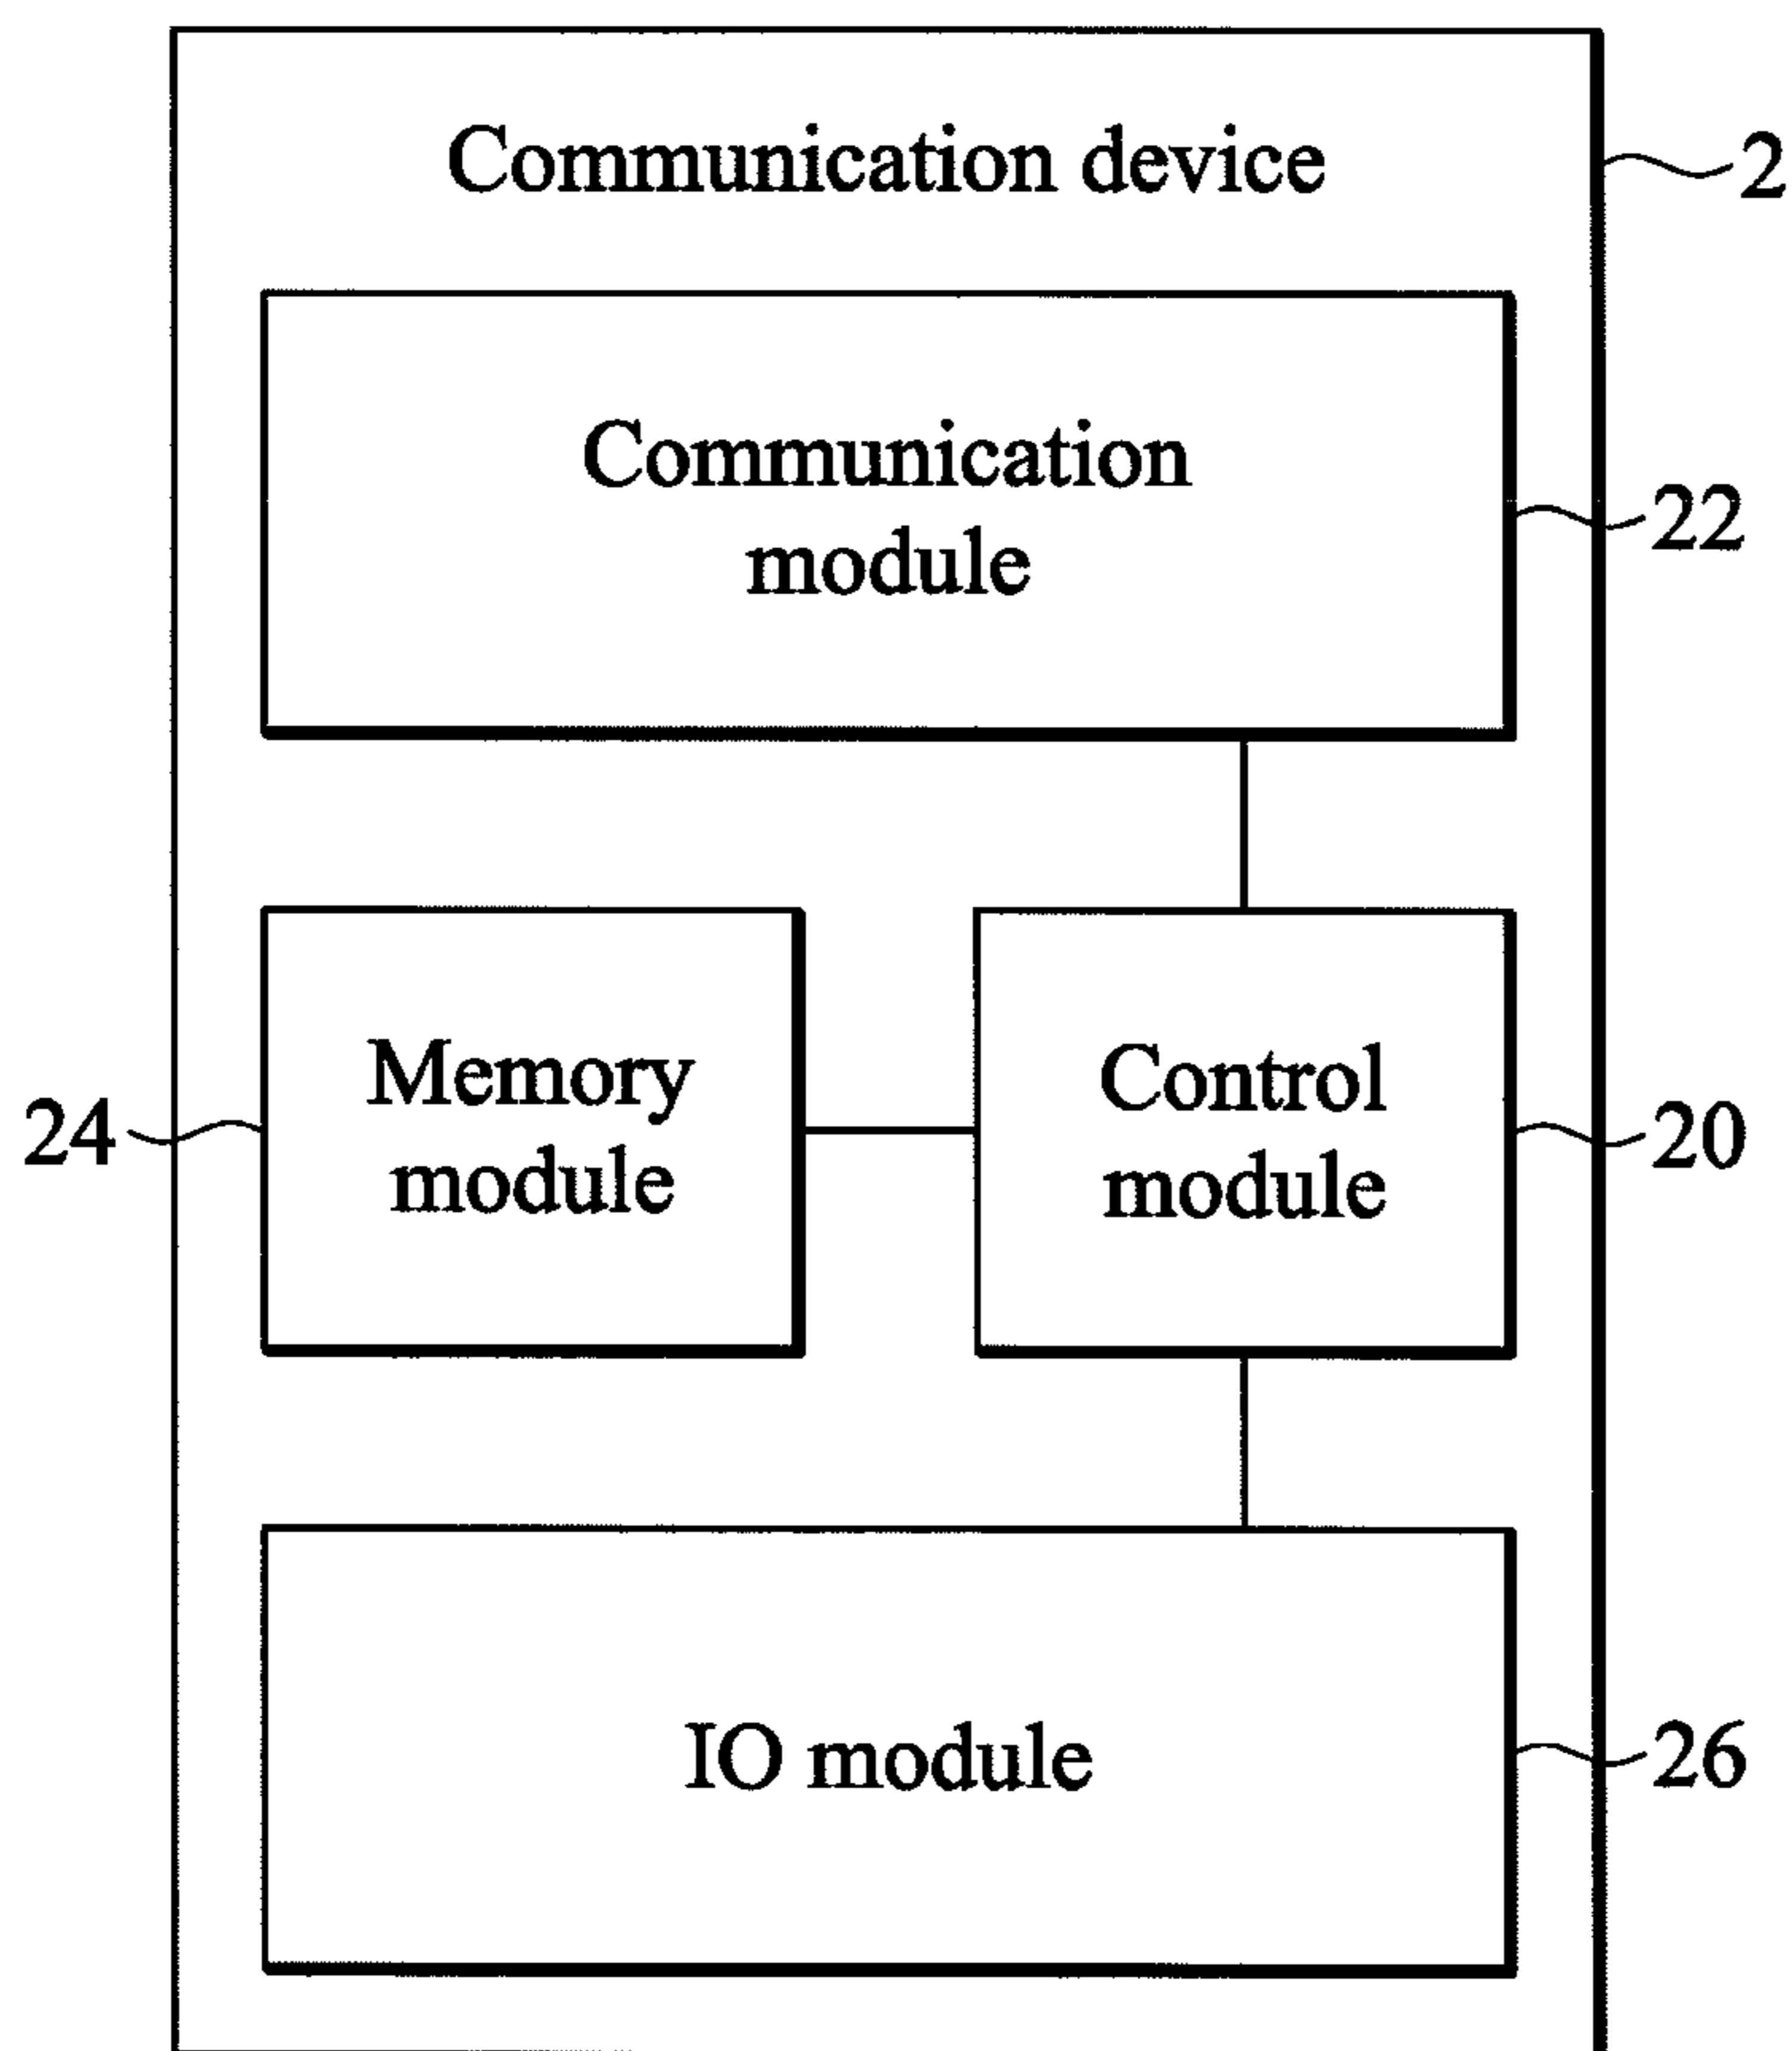 Communication device
2
Communication
module
22
Memory
module
24
Control
module
20
IO module
26